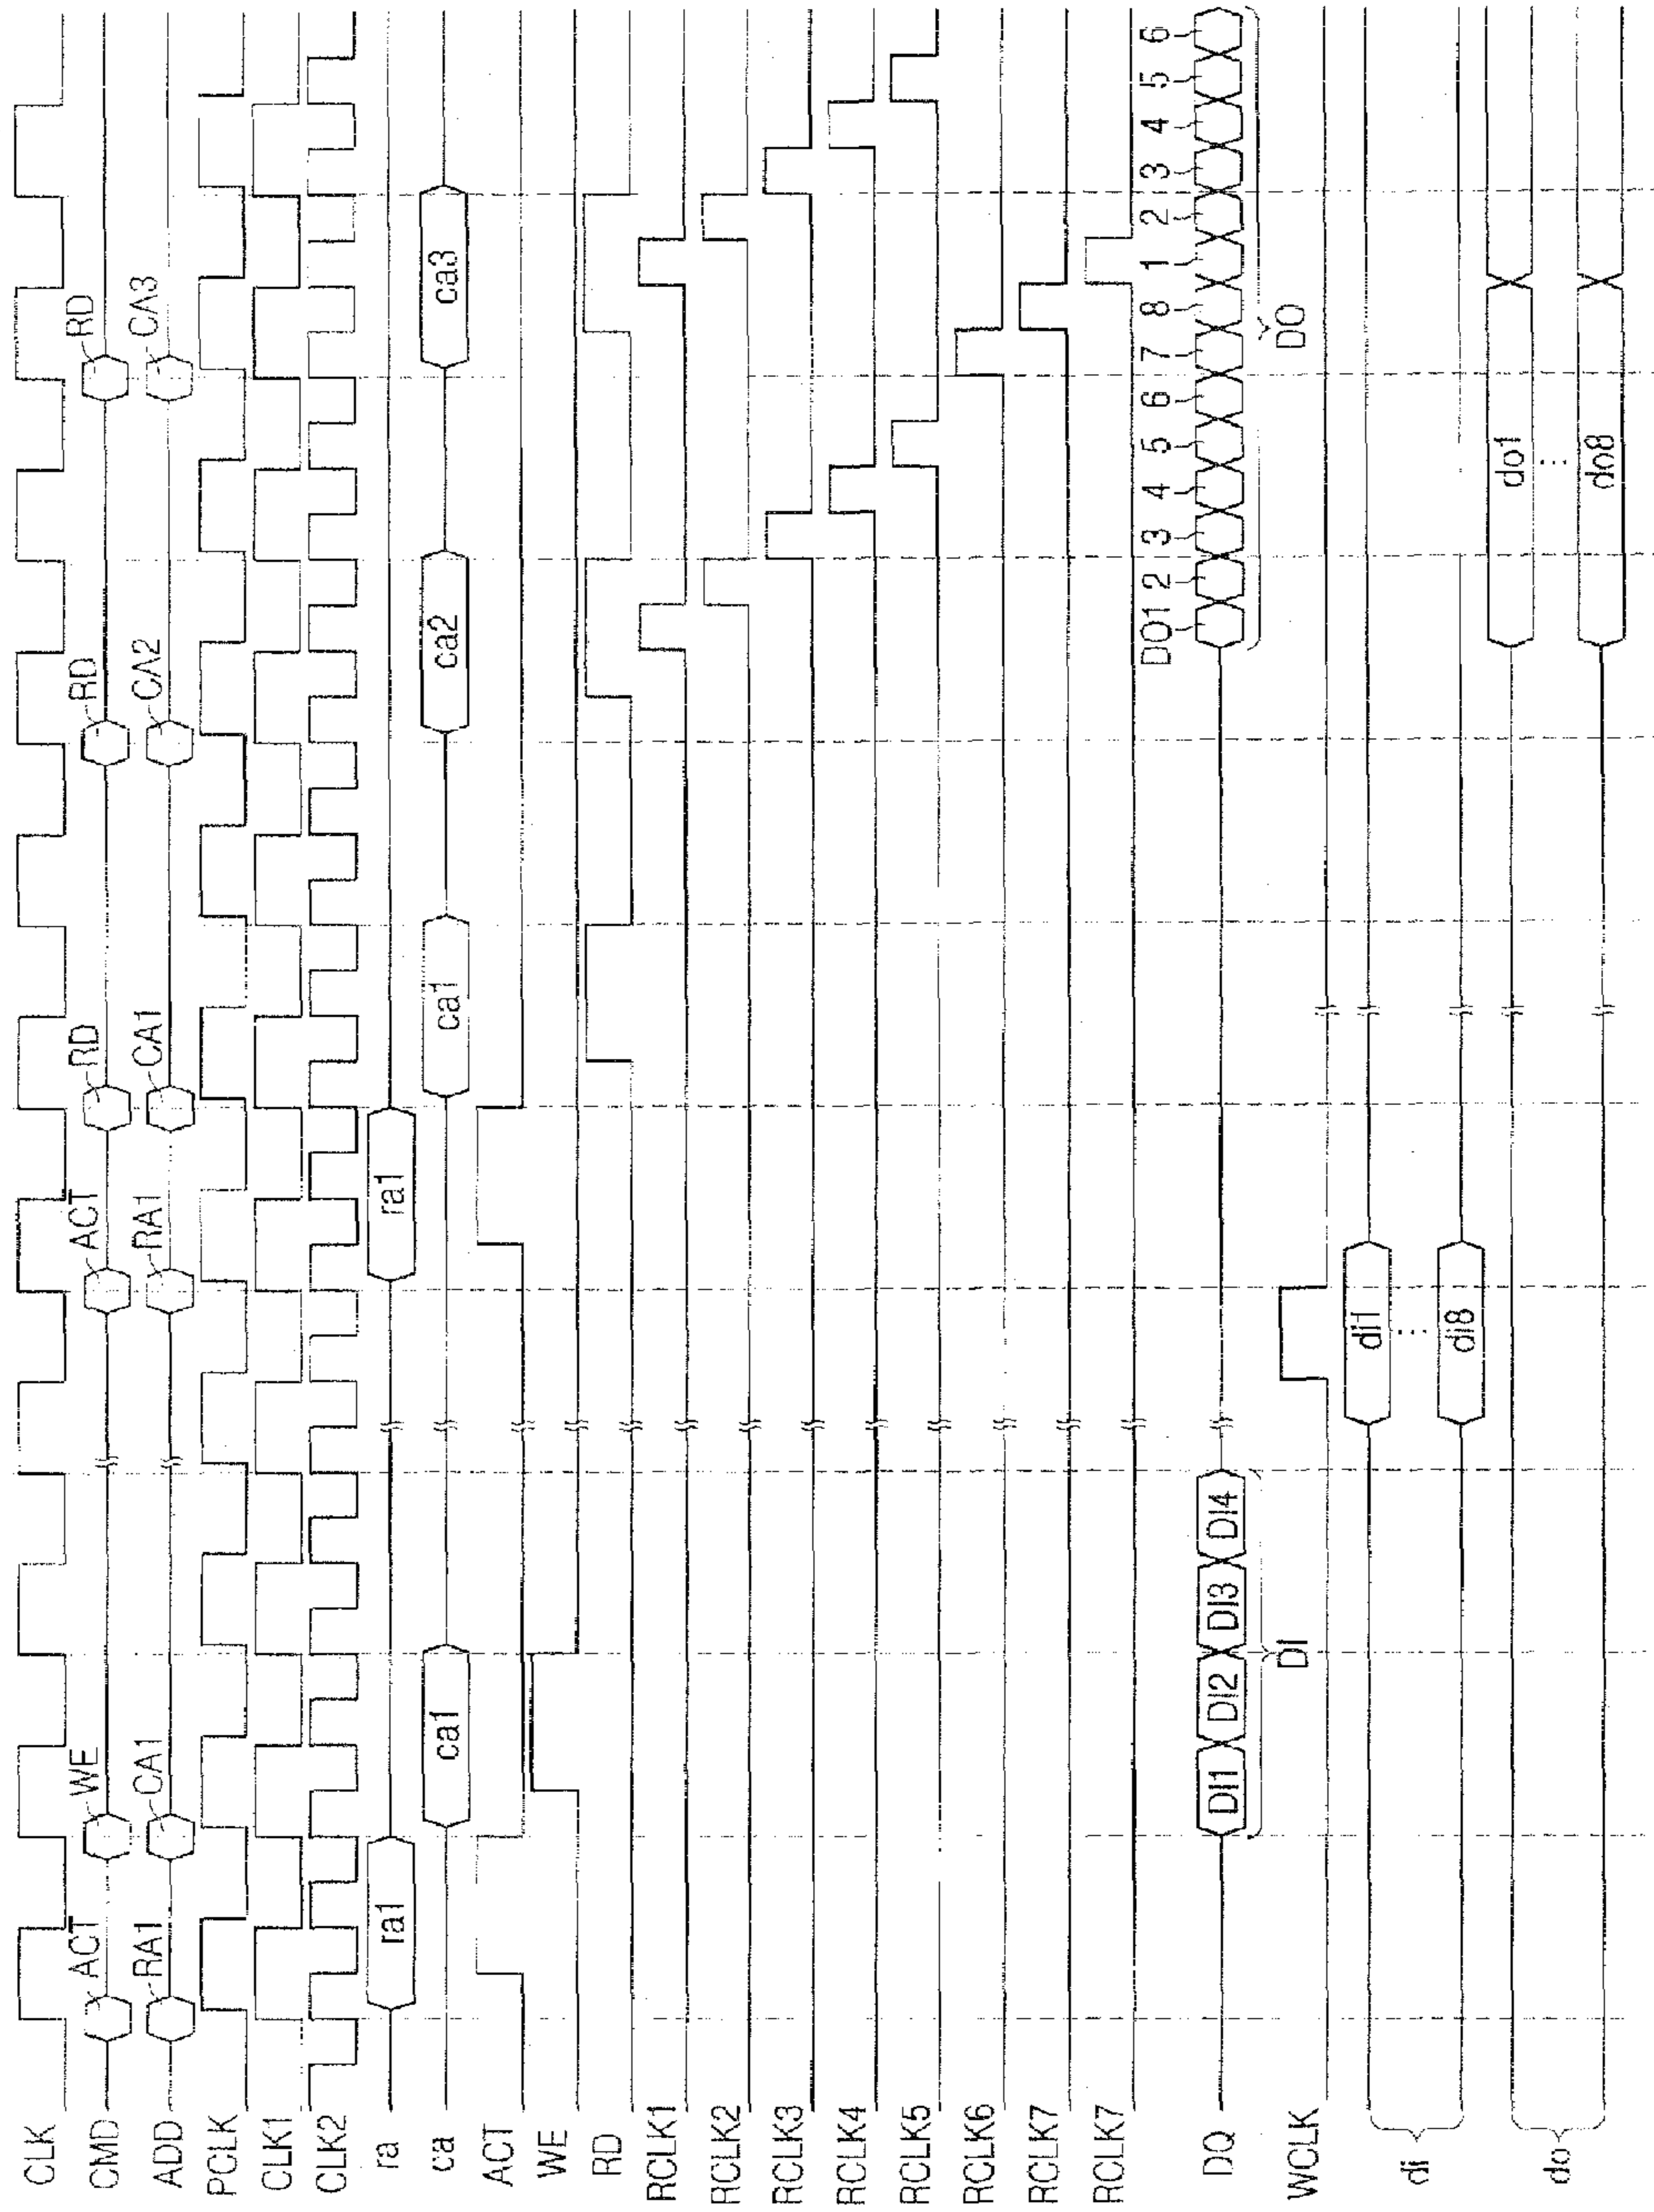 CLK
CMD ACT WE ACT RD RD RD
ADD RA1 CA1 RA1 CA1 CA2 CA3
PCLK
CLK1
CLK2
ra ra1 ra1
ca ca1 ca1 ca2 ca3
ACT
WE
RD
RCLK1
RCLK2
RCLK3
RCLK4
RCLK5
RCLK6
RCLK7
RCLK7
DO1 2 3 4 5 6 7 8 1 2 3 4 5 6
DQ DI1 DI2 DI3 DI4
DI DO
WCLK
di1
di ⋮
di8
do1
do ⋮
do8